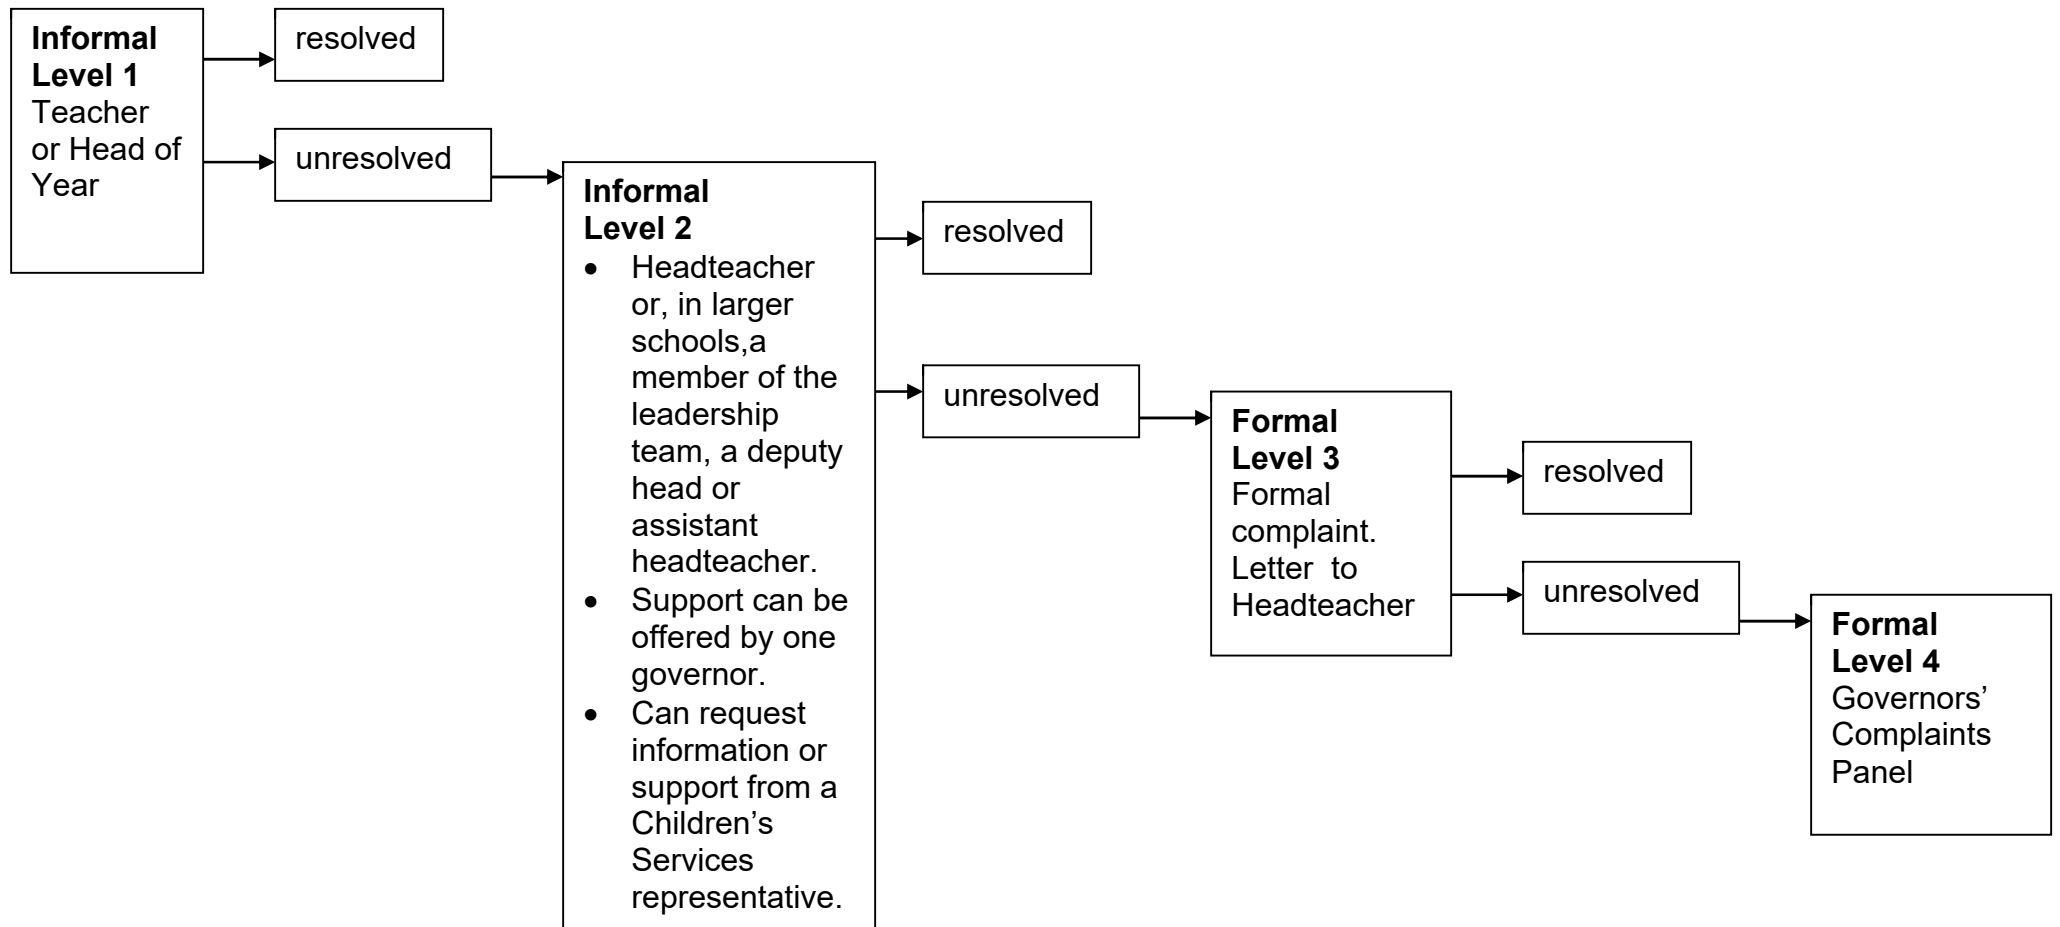 Informal
Level 1
Teacher
or Head of
Year
resolved
unresolved
Informal
Level 2
• Headteacher
or, in larger
schools,a
member of the
leadership
team, a deputy
head or
assistant
headteacher.
• Support can be
offered by one
governor.
• Can request
information or
support from a
Children’s
Services
representative.
resolved
unresolved
Formal
Level 3
Formal
complaint.
Letter  to
Headteacher
resolved
unresolved
Formal
Level 4
Governors’
Complaints
Panel